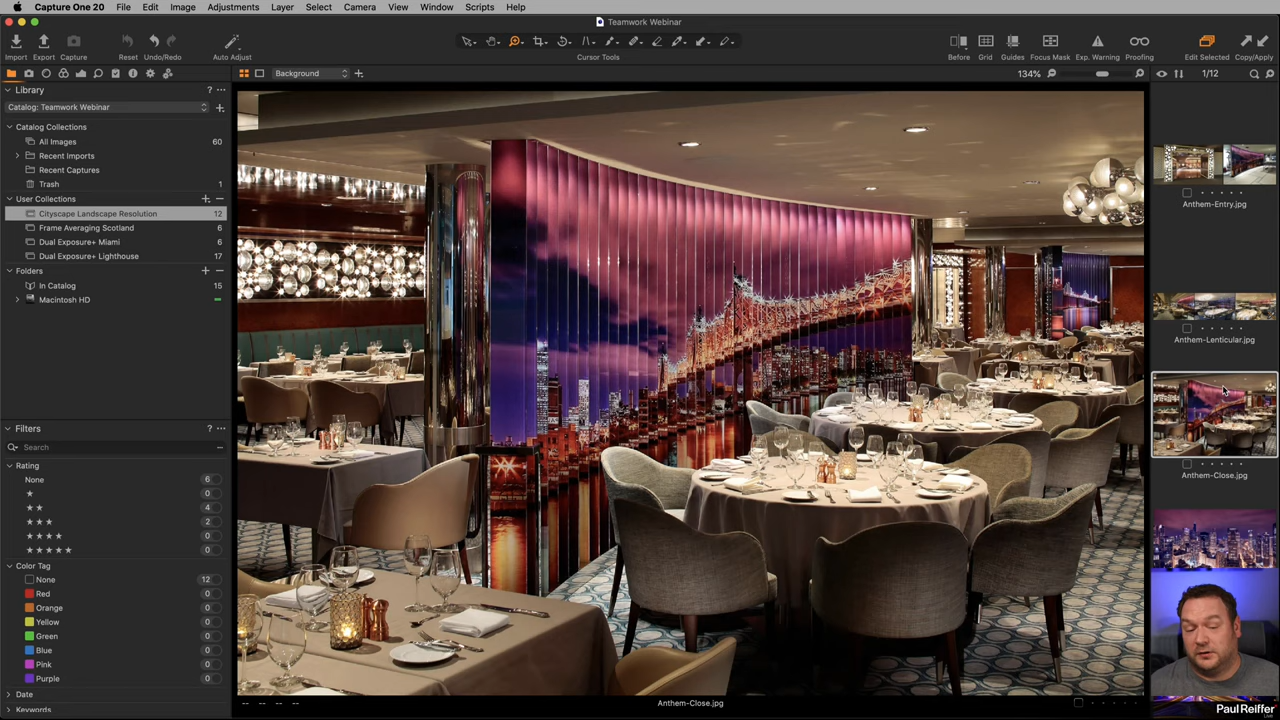 Capture One 20 File Edit Image Adjustments Layer Select Camera View Window Scripts Help
Teamwork Webinar
Import Export Capture Reset Undo/Redo Auto Adjust Cursor Tools Before Grid Guides Focus Mask Exp. Warning Proofing Edit Selected Copy/Apply
Background 134% 1/12
Library ? ...
Catalog: Teamwork Webinar
Catalog Collections
All Images 60
Recent Imports
Recent Captures
Trash 1
User Collections
Cityscape Landscape Resolution 12
Frame Averaging Scotland 6
Dual Exposure+ Miami 6
Dual Exposure+ Lighthouse 17
Folders
In Catalog
Macintosh HD
Filters ? ...
Search
Rating
None 6
★ 0
★★ 4
★★★ 2
★★★★ 0
★★★★★ 0
Color Tag
None 12
Red 0
Orange 0
Yellow 0
Green 0
Blue 0
Pink 0
Purple 0
Date
Keywords
Anthem-Entry.jpg
Anthem-Lenticular.jpg
Anthem-Close.jpg
-- -- -- -- Anthem-Close.jpg
Paul Reiffer
Live